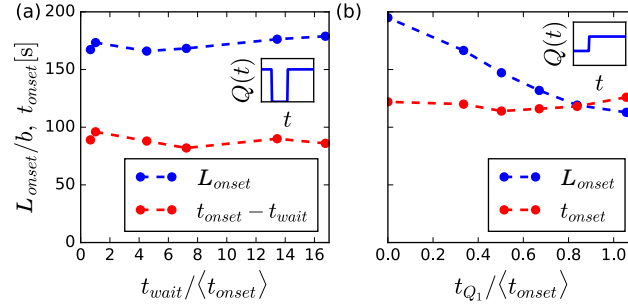 (a)
(b)
L_onset/b, t_onset[s]
200
150
100
50
0
Q(t)
t
Q(t)
t
L_onset
t_onset − t_wait
L_onset
t_onset
0 2 4 6 8 10 12 14 16
0.0 0.2 0.4 0.6 0.8 1.0
t_wait/⟨t_onset⟩
t_Q₁/⟨t_onset⟩